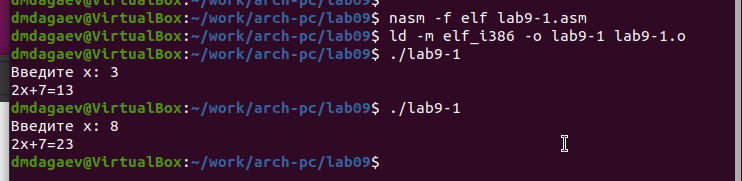 dmdagaev@VirtualBox:~/work/arch-pc/lab09$ nasm -f elf lab9-1.asm
dmdagaev@VirtualBox:~/work/arch-pc/lab09$ ld -m elf_i386 -o lab9-1 lab9-1.o
dmdagaev@VirtualBox:~/work/arch-pc/lab09$ ./lab9-1
Введите x: 3
2x+7=13
dmdagaev@VirtualBox:~/work/arch-pc/lab09$ ./lab9-1
Введите x: 8
2x+7=23
dmdagaev@VirtualBox:~/work/arch-pc/lab09$